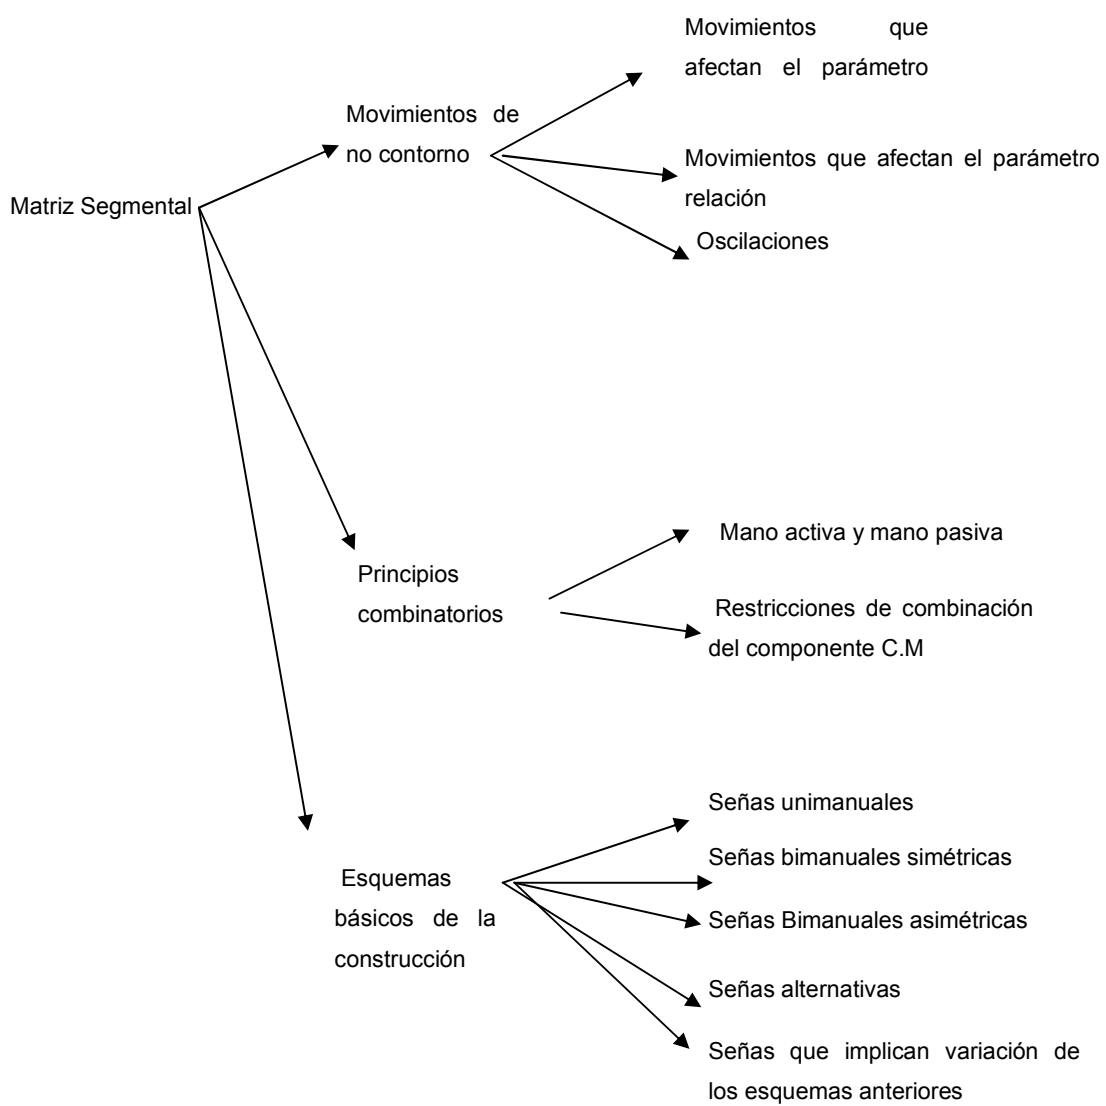 Matriz Segmental
Movimientos de
no contorno
Movimientos que
afectan el parámetro
Movimientos que afectan el parámetro
relación
Oscilaciones
Principios
combinatorios
Mano activa y mano pasiva
Restricciones de combinación
del componente C.M
Esquemas
básicos de la
construcción
Señas unimanuales
Señas bimanuales simétricas
Señas Bimanuales asimétricas
Señas alternativas
Señas que implican variación de
los esquemas anteriores